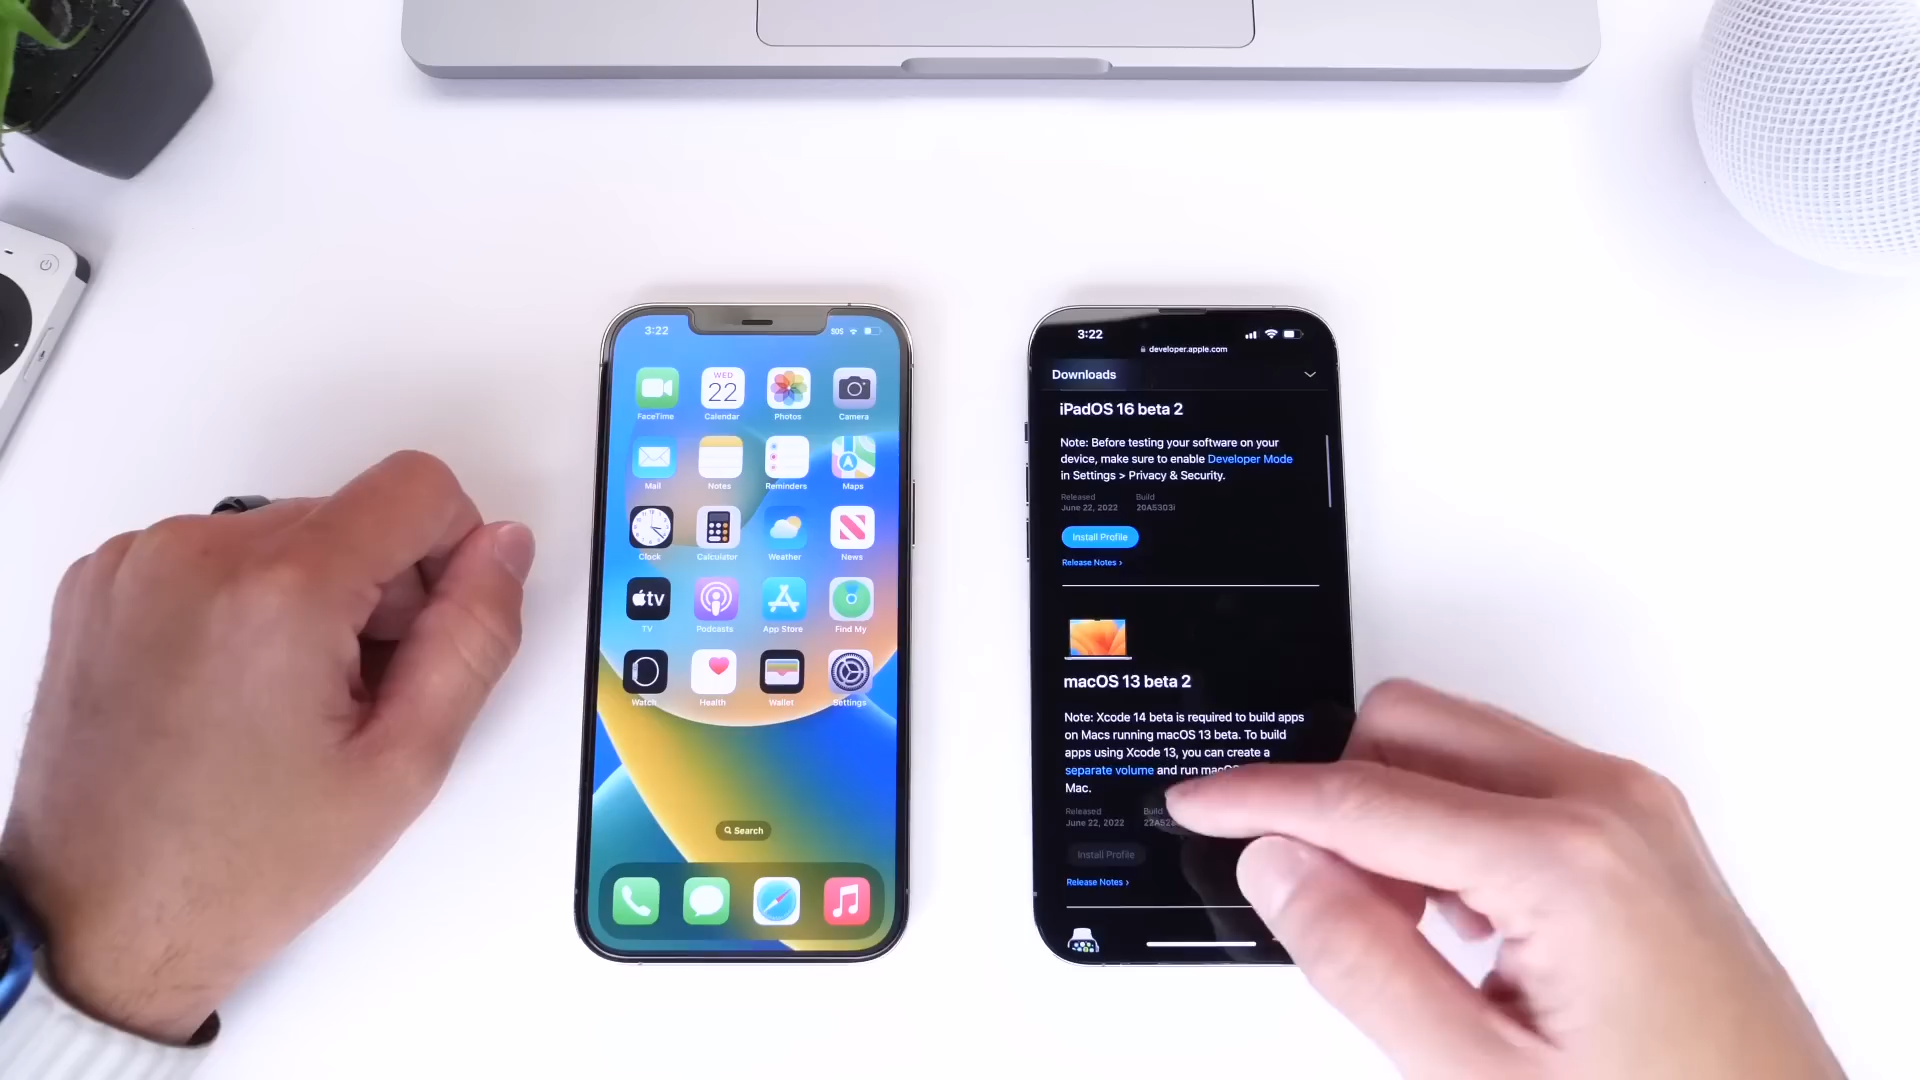 3:22
SOS
WED
22
FaceTime
Calendar
Photos
Camera
Mail
Notes
Reminders
Maps
Clock
Calculator
Weather
News
tv
TV
Podcasts
App Store
Find My
Watch
Health
Wallet
Settings
Search
3:22
developer.apple.com
Downloads
iPadOS 16 beta 2
Note: Before testing your software on your
device, make sure to enable Developer Mode
in Settings > Privacy & Security.
Released Build
June 22, 2022 20A5303i
Install Profile
Release Notes >
macOS 13 beta 2
Note: Xcode 14 beta is required to build apps
on Macs running macOS 13 beta. To build
apps using Xcode 13, you can create a
separate volume and run macOS
Mac.
Released Build
June 22, 2022
Install Profile
Release Notes >